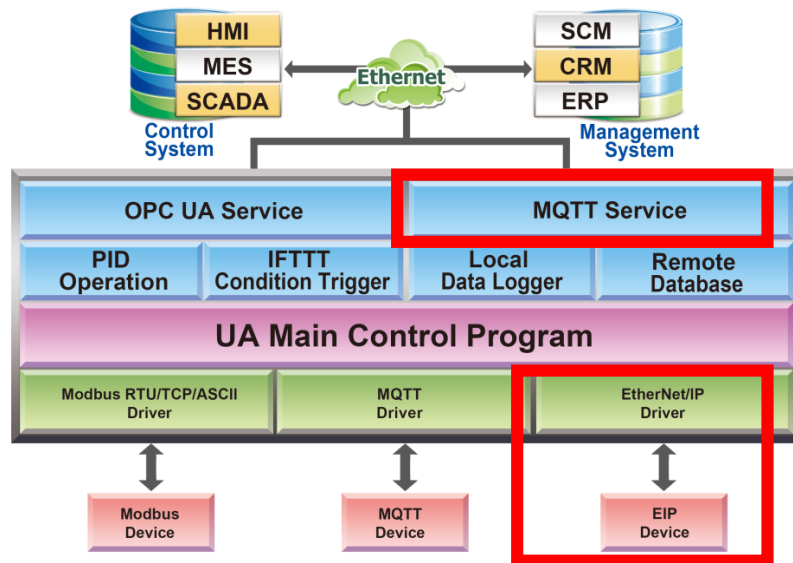 HMI
MES
SCADA
Control
System
Ethernet
SCM
CRM
ERP
Management
System
OPC UA Service
MQTT Service
PID
Operation
IFTTT
Condition Trigger
Local
Data Logger
Remote
Database
UA Main Control Program
Modbus RTU/TCP/ASCII
Driver
MQTT
Driver
EtherNet/IP
Driver
Modbus
Device
MQTT
Device
EIP
Device